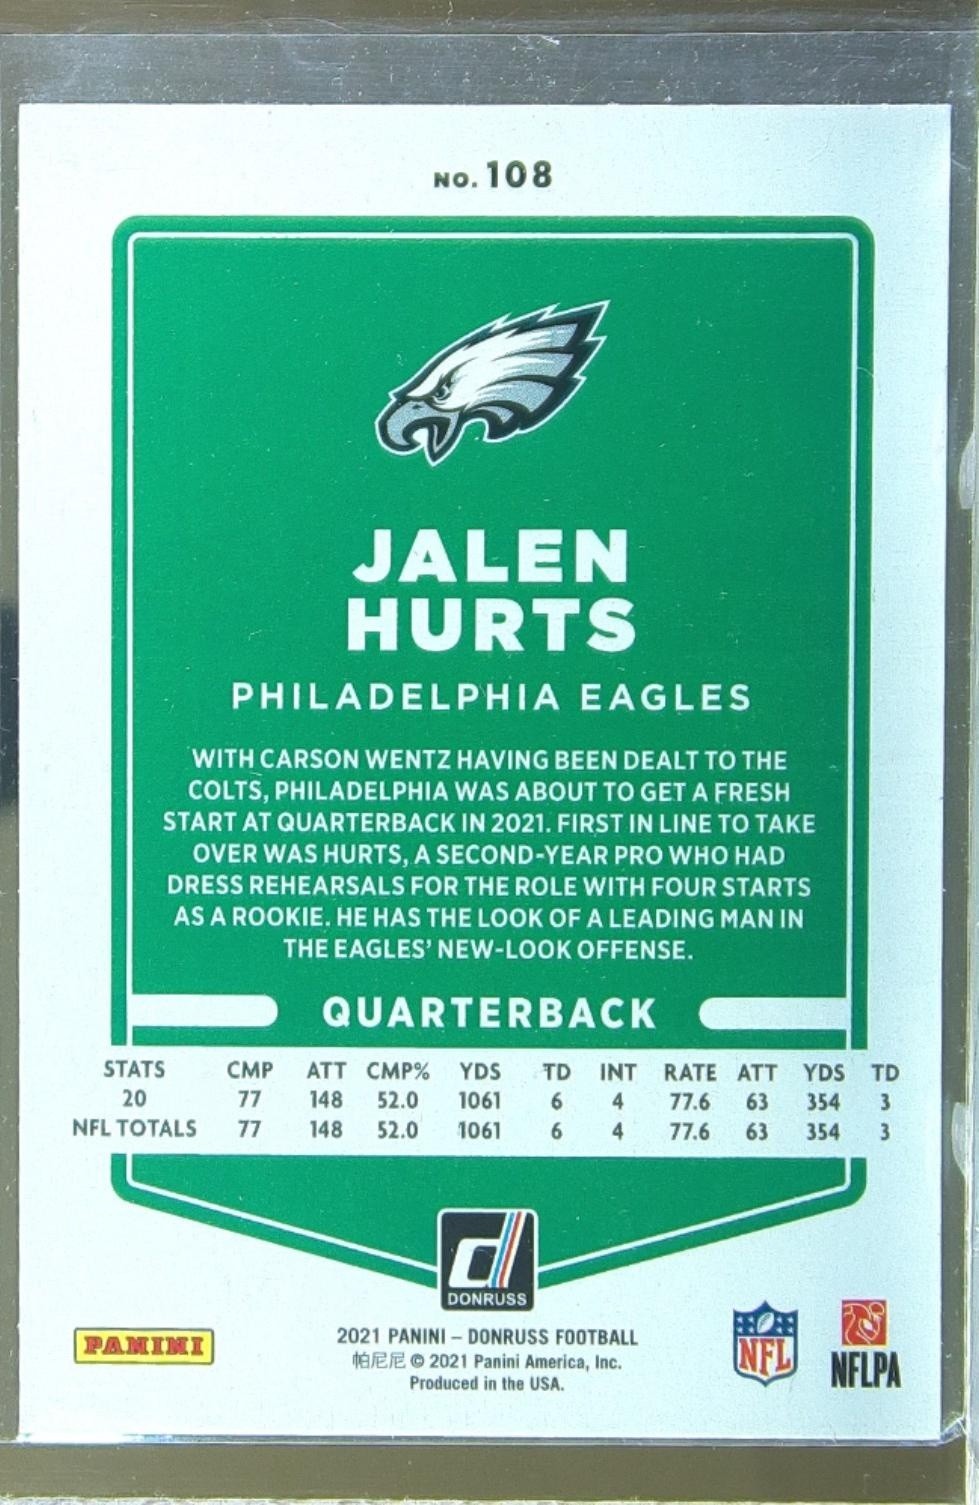 NO. 108
JALEN
HURTS
PHILADELPHIA EAGLES
WITH CARSON WENTZ HAVING BEEN DEALT TO THE
COLTS, PHILADELPHIA WAS ABOUT TO GET A FRESH
START AT QUARTERBACK IN 2021. FIRST IN LINE TO TAKE
OVER WAS HURTS, A SECOND-YEAR PRO WHO HAD
DRESS REHEARSALS FOR THE ROLE WITH FOUR STARTS
AS A ROOKIE. HE HAS THE LOOK OF A LEADING MAN IN
THE EAGLES' NEW-LOOK OFFENSE.
QUARTERBACK
STATS CMP ATT CMP% YDS TD INT RATE ATT YDS TD
20 77 148 52.0 1061 6 4 77.6 63 354 3
NFL TOTALS 77 148 52.0 1061 6 4 77.6 63 354 3
d
DONRUSS
PANINI
2021 PANINI – DONRUSS FOOTBALL
帕尼尼 © 2021 Panini America, Inc.
Produced in the USA.
NFL
NFLPA